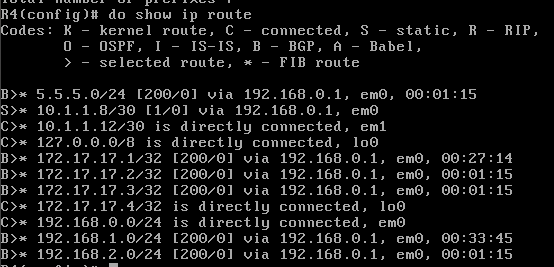 Total number of prefixes
R4(config)# do show ip route
Codes: K - kernel route, C - connected, S - static, R - RIP,
O - OSPF, I - IS-IS, B - BGP, A - Babel,
> - selected route, * - FIB route
B>* 5.5.5.0/24 [200/0] via 192.168.0.1, em0, 00:01:15
S>* 10.1.1.8/30 [1/0] via 192.168.0.1, em0
C>* 10.1.1.12/30 is directly connected, em1
C>* 127.0.0.0/8 is directly connected, lo0
B>* 172.17.17.1/32 [200/0] via 192.168.0.1, em0, 00:27:14
B>* 172.17.17.2/32 [200/0] via 192.168.0.1, em0, 00:01:15
B>* 172.17.17.3/32 [200/0] via 192.168.0.1, em0, 00:01:15
C>* 172.17.17.4/32 is directly connected, lo0
C>* 192.168.0.0/24 is directly connected, em0
B>* 192.168.1.0/24 [200/0] via 192.168.0.1, em0, 00:33:45
B>* 192.168.2.0/24 [200/0] via 192.168.0.1, em0, 00:01:15
R4(config)#